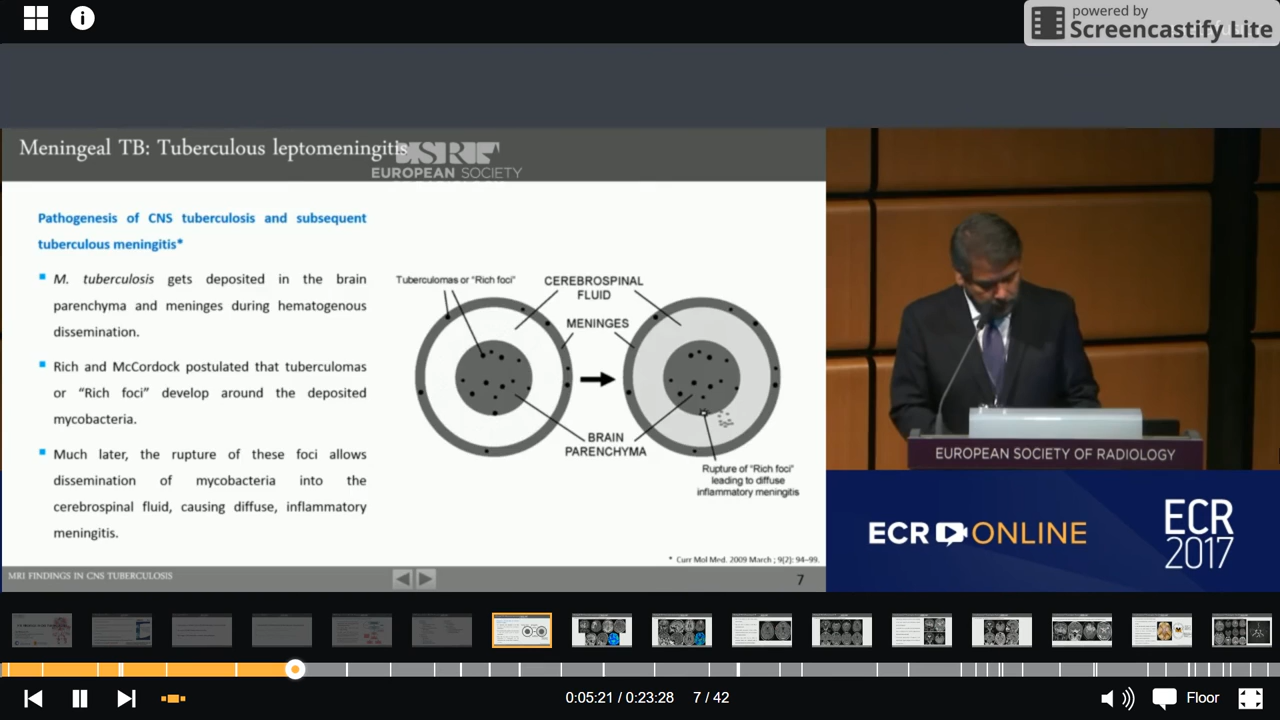 powered by
Screencastify Lite
Meningeal TB: Tuberculous leptomeningitis
EUROPEAN SOCIETY
Pathogenesis of CNS tuberculosis and subsequent
tuberculous meningitis*
M. tuberculosis gets deposited in the brain
parenchyma and meninges during hematogenous
dissemination.
Rich and McCordock postulated that tuberculomas
or “Rich foci” develop around the deposited
mycobacteria.
Much later, the rupture of these foci allows
dissemination of mycobacteria into the
cerebrospinal fluid, causing diffuse, inflammatory
meningitis.
Tuberculomas or “Rich foci”
CEREBROSPINAL
FLUID
MENINGES
BRAIN
PARENCHYMA
Rupture of “Rich foci”
leading to diffuse
inflammatory meningitis
* Curr Mol Med. 2009 March ; 9(2): 94–99.
MRI FINDINGS IN CNS TUBERCULOSIS
7
EUROPEAN SOCIETY OF RADIOLOGY
ECR ONLINE
ECR
2017
0:05:21 / 0:23:28 7 / 42
Floor